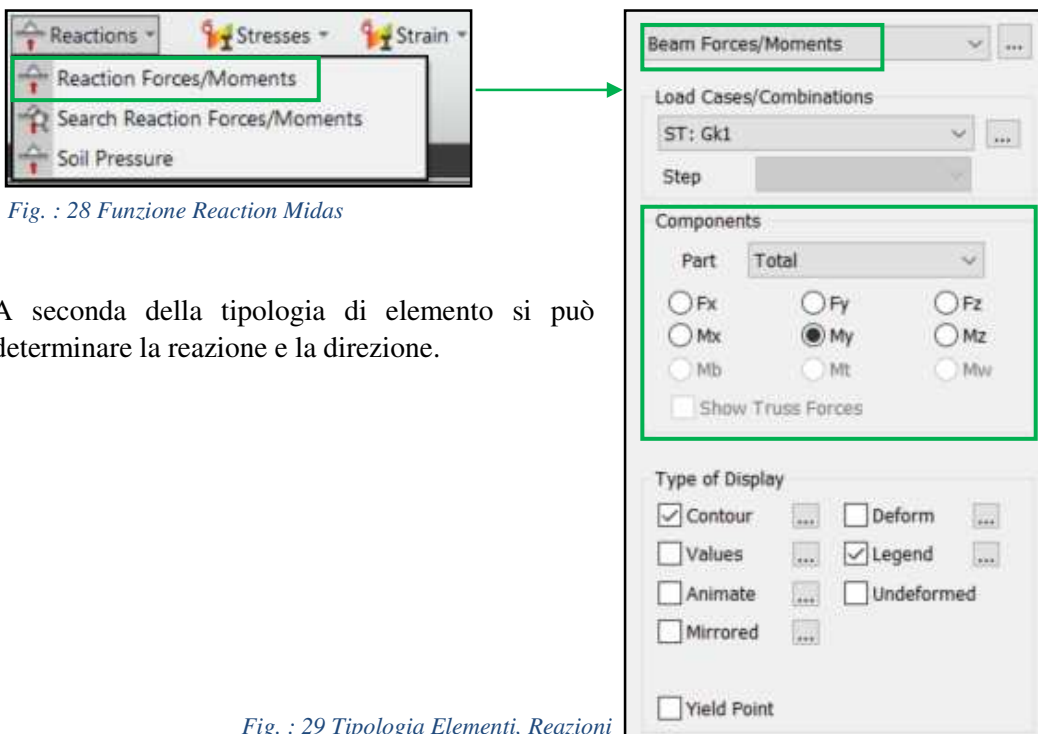 Reactions Stresses Strain
Reaction Forces/Moments
Search Reaction Forces/Moments
Soil Pressure
Fig. : 28 Funzione Reaction Midas
A seconda della tipologia di elemento si può
determinare la reazione e la direzione.
Beam Forces/Moments ...
Load Cases/Combinations
ST: Gk1 ...
Step
Components
Part Total
Fx Fy Fz
Mx My Mz
Mb Mt Mw
Show Truss Forces
Type of Display
Contour ... Deform ...
Values ... Legend ...
Animate ... Undeformed
Mirrored ...
Yield Point
Fig. : 29 Tipologia Elementi, Reazioni